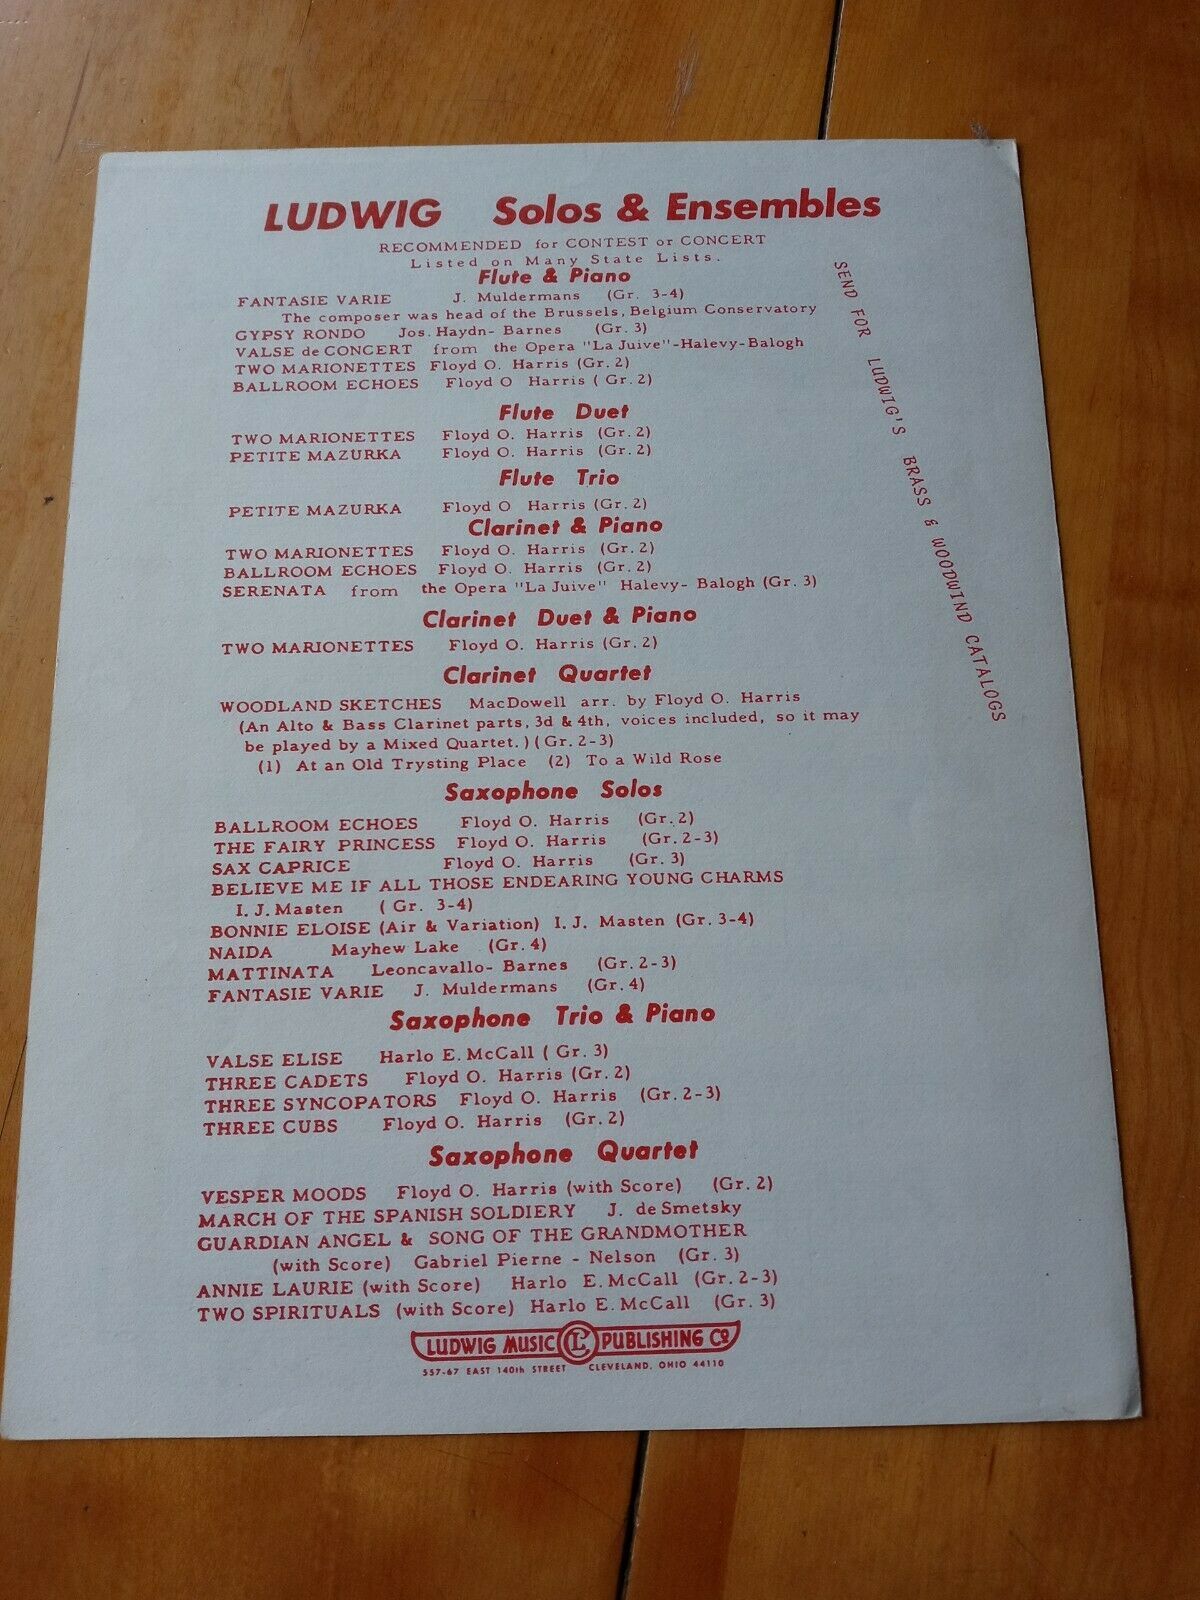 LUDWIG Solos & Ensembles
RECOMMENDED for CONTEST or CONCERT
Listed on Many State Lists.
Flute & Piano
FANTASIE VARIE J. Muldermans (Gr. 3-4)
The composer was head of the Brussels, Belgium Conservatory
GYPSY RONDO Jos. Haydn- Barnes (Gr. 3)
VALSE de CONCERT from the Opera "La Juive"-Halevy-Balogh
TWO MARIONETTES Floyd O. Harris (Gr. 2)
BALLROOM ECHOES Floyd O Harris ( Gr. 2)
Flute Duet
TWO MARIONETTES Floyd O. Harris (Gr. 2)
PETITE MAZURKA Floyd O. Harris (Gr. 2)
Flute Trio
PETITE MAZURKA Floyd O Harris (Gr. 2)
Clarinet & Piano
TWO MARIONETTES Floyd O. Harris (Gr. 2)
BALLROOM ECHOES Floyd O. Harris (Gr. 2)
SERENATA from the Opera "La Juive" Halevy- Balogh (Gr. 3)
Clarinet Duet & Piano
TWO MARIONETTES Floyd O. Harris (Gr. 2)
Clarinet Quartet
WOODLAND SKETCHES MacDowell arr. by Floyd O. Harris
(An Alto & Bass Clarinet parts, 3d & 4th, voices included, so it may
be played by a Mixed Quartet.) (Gr. 2-3)
(1) At an Old Trysting Place (2) To a Wild Rose
Saxophone Solos
BALLROOM ECHOES Floyd O. Harris (Gr. 2)
THE FAIRY PRINCESS Floyd O. Harris (Gr. 2-3)
SAX CAPRICE Floyd O. Harris (Gr. 3)
BELIEVE ME IF ALL THOSE ENDEARING YOUNG CHARMS
I. J. Masten ( Gr. 3-4)
BONNIE ELOISE (Air & Variation) I. J. Masten (Gr. 3-4)
NAIDA Mayhew Lake (Gr. 4)
MATTINATA Leoncavallo- Barnes (Gr. 2-3)
FANTASIE VARIE J. Muldermans (Gr. 4)
Saxophone Trio & Piano
VALSE ELISE Harlo E. McCall ( Gr. 3)
THREE CADETS Floyd O. Harris (Gr. 2)
THREE SYNCOPATORS Floyd O. Harris (Gr. 2-3)
THREE CUBS Floyd O. Harris (Gr. 2)
Saxophone Quartet
VESPER MOODS Floyd O. Harris (with Score) (Gr. 2)
MARCH OF THE SPANISH SOLDIERY J. deSmetsky
GUARDIAN ANGEL & SONG OF THE GRANDMOTHER
(with Score) Gabriel Pierne - Nelson (Gr. 3)
ANNIE LAURIE (with Score) Harlo E. McCall (Gr. 2-3)
TWO SPIRITUALS (with Score) Harlo E. McCall (Gr. 3)
LUDWIG MUSIC PUBLISHING CO
557-67 EAST 140th STREET CLEVELAND, OHIO 44110
SEND FOR LUDWIG'S BRASS & WOODWIND CATALOGS